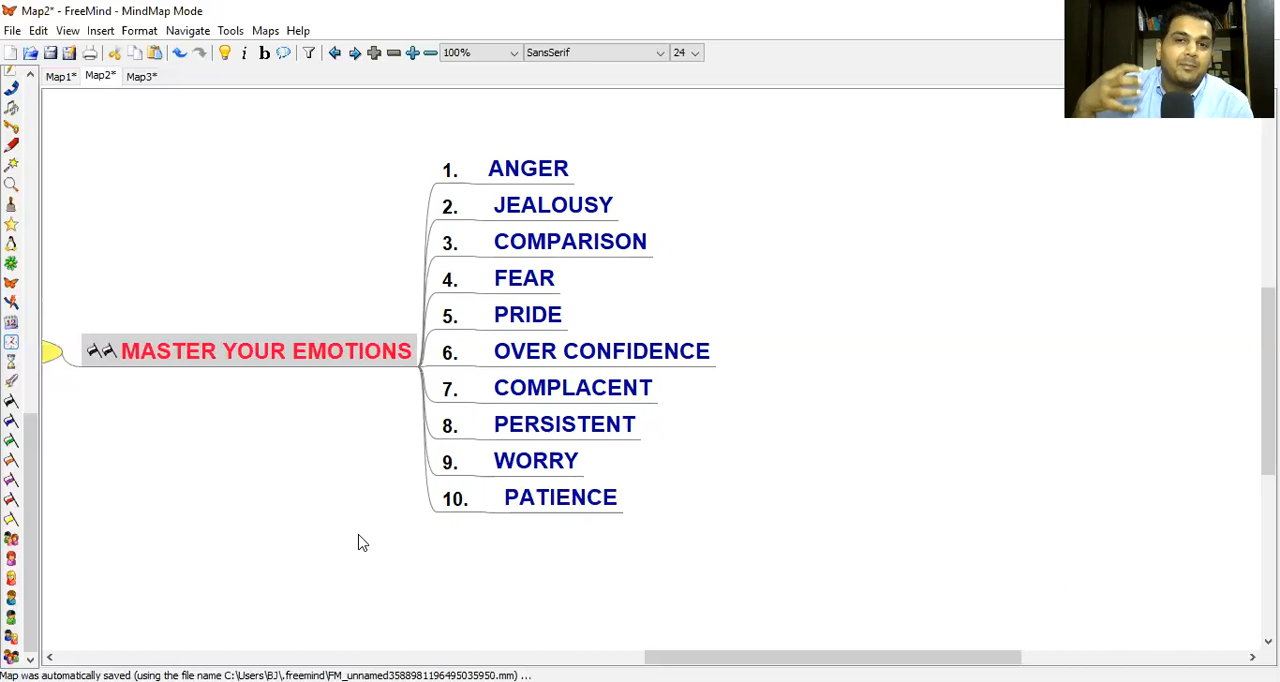 Map2* - FreeMind - MindMap Mode
File Edit View Insert Format Navigate Tools Maps Help
100% SansSerif 24
Map1* Map2* Map3*
1. ANGER
2. JEALOUSY
3. COMPARISON
4. FEAR
5. PRIDE
MASTER YOUR EMOTIONS
6. OVER CONFIDENCE
7. COMPLACENT
8. PERSISTENT
9. WORRY
10. PATIENCE
Map was automatically saved (using the file name C:\Users\BJ\.freemind\FM_unnamed3588981196495035950.mm) ...